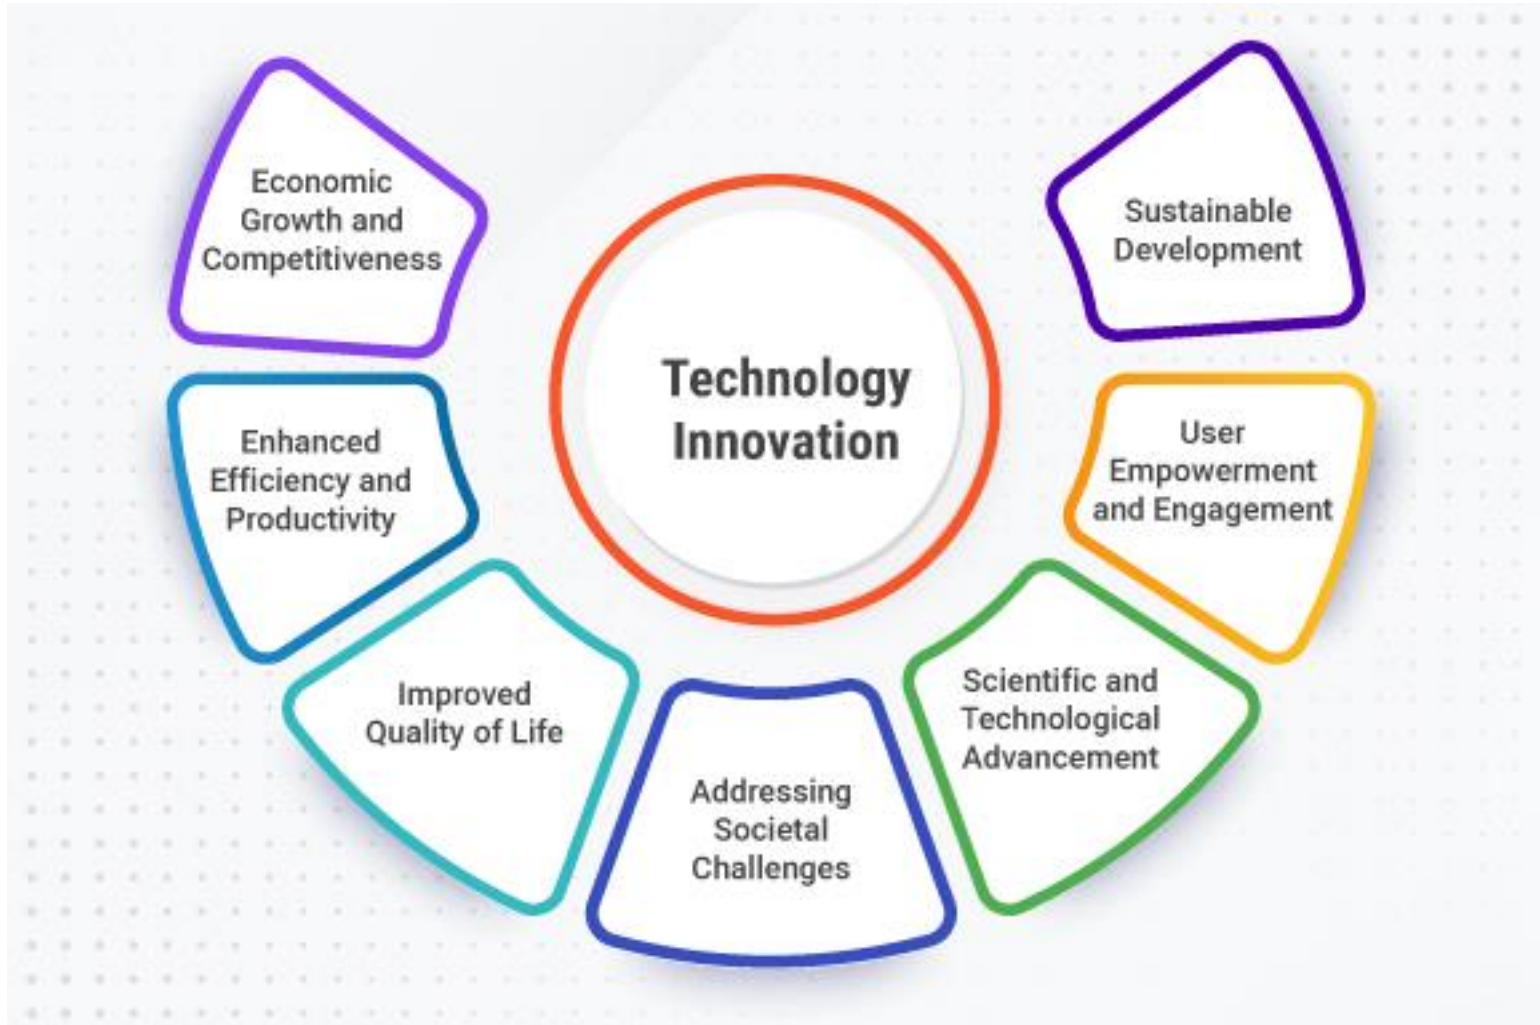 Economic
Growth and
Competitiveness
Sustainable
Development
Technology
Innovation
Enhanced
Efficiency and
Productivity
User
Empowerment
and Engagement
Improved
Quality of Life
Scientific and
Technological
Advancement
Addressing
Societal
Challenges